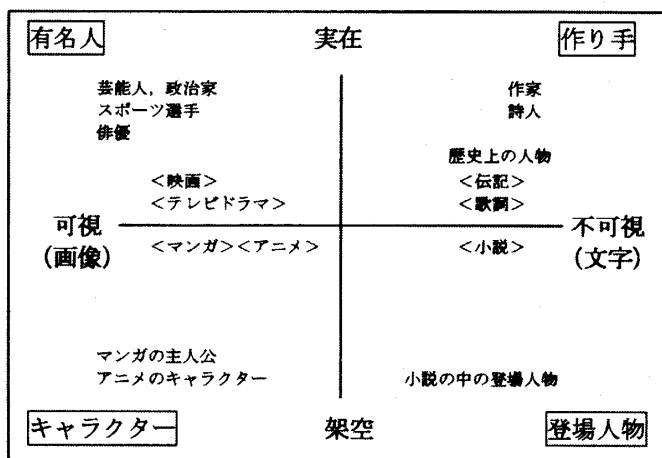 有名人 実在 作り手
芸能人，政治家 作家
スポーツ選手 詩人
俳優
歴史上の人物
<映画> <伝記>
<テレビドラマ> <歌詞>
可視 不可視
(画像) <マンガ><アニメ> <小説> (文字)
マンガの主人公
アニメのキャラクター 小説の中の登場人物
キャラクター 架空 登場人物